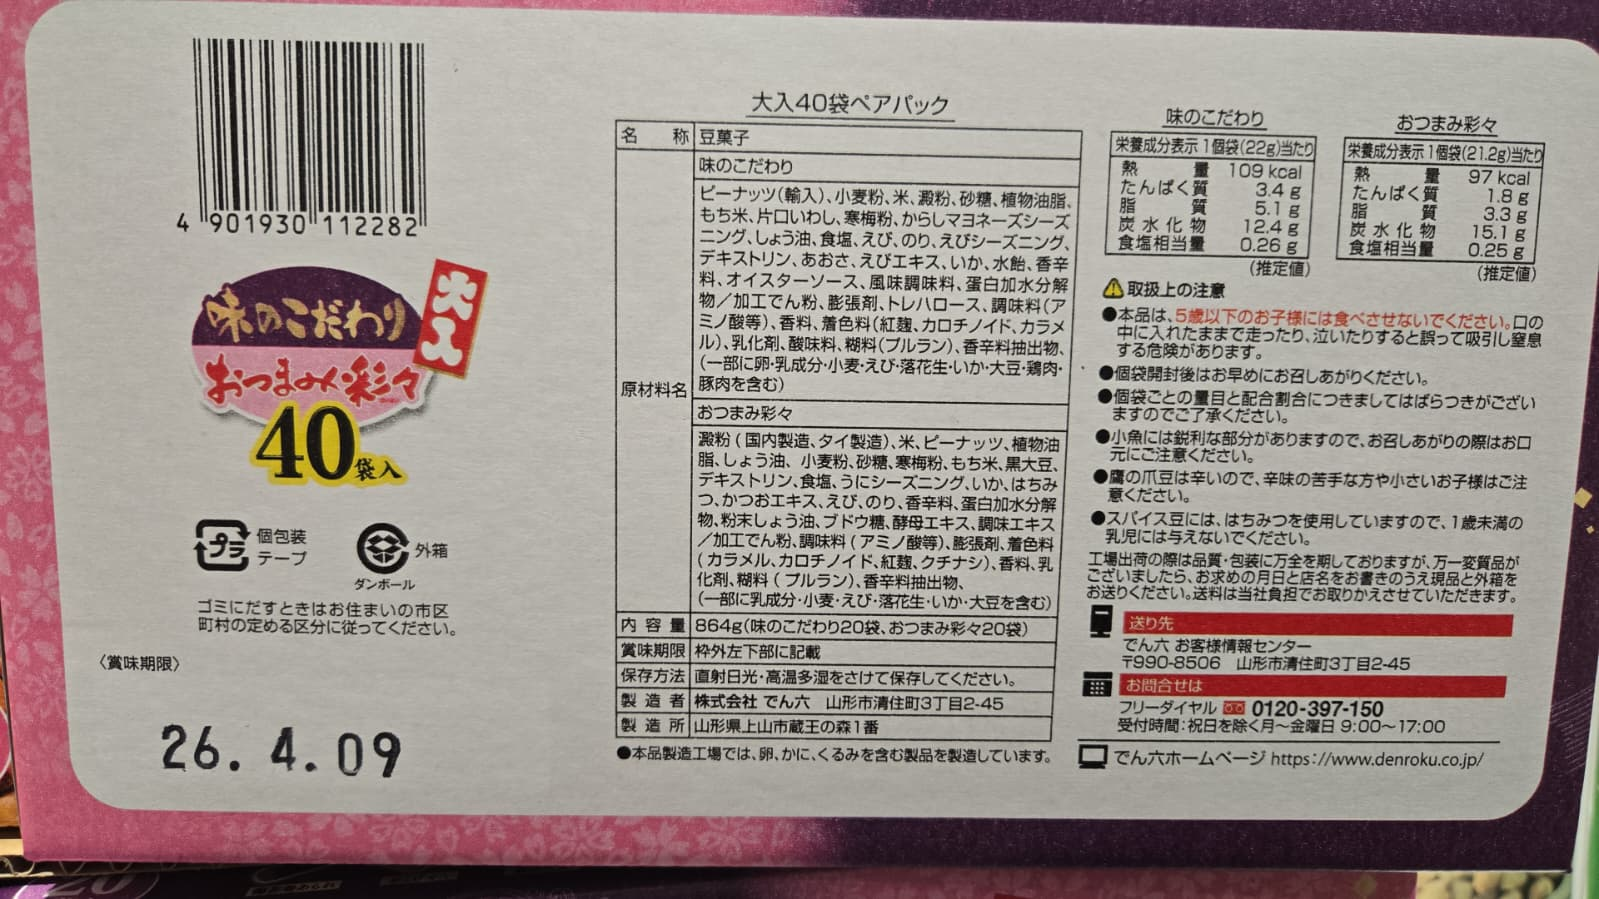 4 901930 112282
味のこだわり
大入
おつまみ彩々
40袋入
プラ
個包装
テープ
外箱
ダンボール
ゴミにだすときはお住まいの市区
町村の定める区分に従ってください。
〈賞味期限〉
26. 4. 09
大入40袋ペアパック
名 称 豆菓子
原材料名
味のこだわり
ピーナッツ(輸入)、小麦粉、米、澱粉、砂糖、植物油脂、
もち米、片口いわし、寒梅粉、からしマヨネーズシーズ
ニング、しょう油、食塩、えび、のり、えびシーズニング、
デキストリン、あおさ、えびエキス、いか、水飴、香辛
料、オイスターソース、風味調味料、蛋白加水分解
物/加工でん粉、膨張剤、トレハロース、調味料(ア
ミノ酸等)、香料、着色料(紅麹、カロチノイド、カラメ
ル)、乳化剤、酸味料、糊料(プルラン)、香辛料抽出物、
(一部に卵・乳成分・小麦・えび・落花生・いか・大豆・鶏肉・
豚肉を含む)
おつまみ彩々
澱粉(国内製造、タイ製造)、米、ピーナッツ、植物油
脂、しょう油、小麦粉、砂糖、寒梅粉、もち米、黒大豆、
デキストリン、食塩、うにシーズニング、いか、はちみ
つ、かつおエキス、えび、のり、香辛料、蛋白加水分解
物、粉末しょう油、ブドウ糖、酵母エキス、調味エキス
/加工でん粉、調味料(アミノ酸等)、膨張剤、着色料
(カラメル、カロチノイド、紅麹、クチナシ)、香料、乳
化剤、糊料(プルラン)、香辛料抽出物、
(一部に乳成分・小麦・えび・落花生・いか・大豆を含む)
内 容 量 864g(味のこだわり20袋、おつまみ彩々20袋)
賞味期限 枠外左下部に記載
保存方法 直射日光・高温多湿をさけて保存してください。
製 造 者 株式会社 でん六 山形市清住町3丁目2-45
製 造 所 山形県上山市蔵王の森1番
●本品製造工場では、卵、かに、くるみを含む製品を製造しています。
味のこだわり
栄養成分表示 1個袋(22g)当たり
熱 量 109 kcal
たんぱく質 3.4 g
脂 質 5.1 g
炭水化物 12.4 g
食塩相当量 0.26 g
(推定値)
おつまみ彩々
栄養成分表示 1個袋(21.2g)当たり
熱 量 97 kcal
たんぱく質 1.8 g
脂 質 3.3 g
炭水化物 15.1 g
食塩相当量 0.25 g
(推定値)
取扱上の注意
●本品は、5歳以下のお子様には食べさせないでください。口の
中に入れたままで走ったり、泣いたりすると誤って吸引し窒息
する危険があります。
●個袋開封後はお早めにお召しあがりください。
●個袋ごとの量目と配合割合につきましてはばらつきがござい
ますのでご了承ください。
●小魚には鋭利な部分がありますので、お召しあがりの際はお口
元にご注意ください。
●鷹の爪豆は辛いので、辛味の苦手な方や小さいお子様はご注
意ください。
●スパイス豆には、はちみつを使用していますので、1歳未満の
乳児には与えないでください。
工場出荷の際は品質・包装に万全を期しておりますが、万一変質品が
ございましたら、お求めの月日と店名をお書きのうえ現品と外箱を
お送りください。送料は当社負担でお取りかえさせていただきます。
送り先
でん六 お客様情報センター
〒990-8506 山形市清住町3丁目2-45
お問合せは
フリーダイヤル 0120-397-150
受付時間:祝日を除く月~金曜日 9:00~17:00
でん六ホームページ https://www.denroku.co.jp/